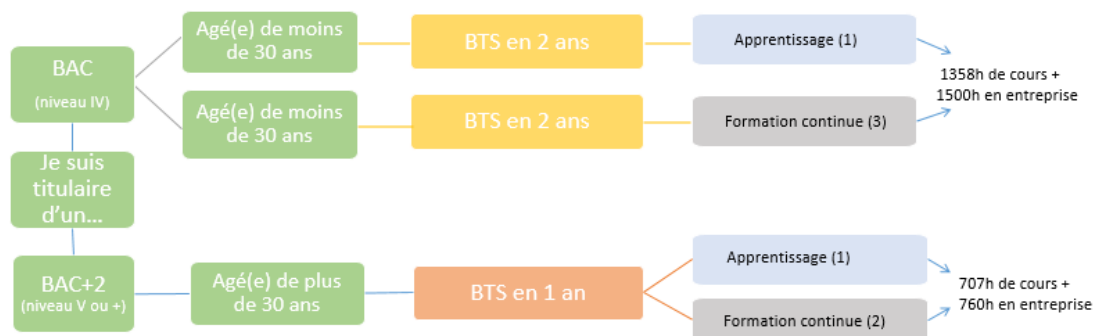 Agé(e) de moins
de 30 ans
BTS en 2 ans
Apprentissage (1)
BAC
(niveau IV)
1358h de cours +
1500h en entreprise
Agé(e) de moins
de 30 ans
BTS en 2 ans
Formation continue (3)
Je suis
titulaire
d'un…
BAC+2
(niveau V ou +)
Agé(e) de plus
de 30 ans
BTS en 1 an
Apprentissage (1)
707h de cours +
760h en entreprise
Formation continue (2)